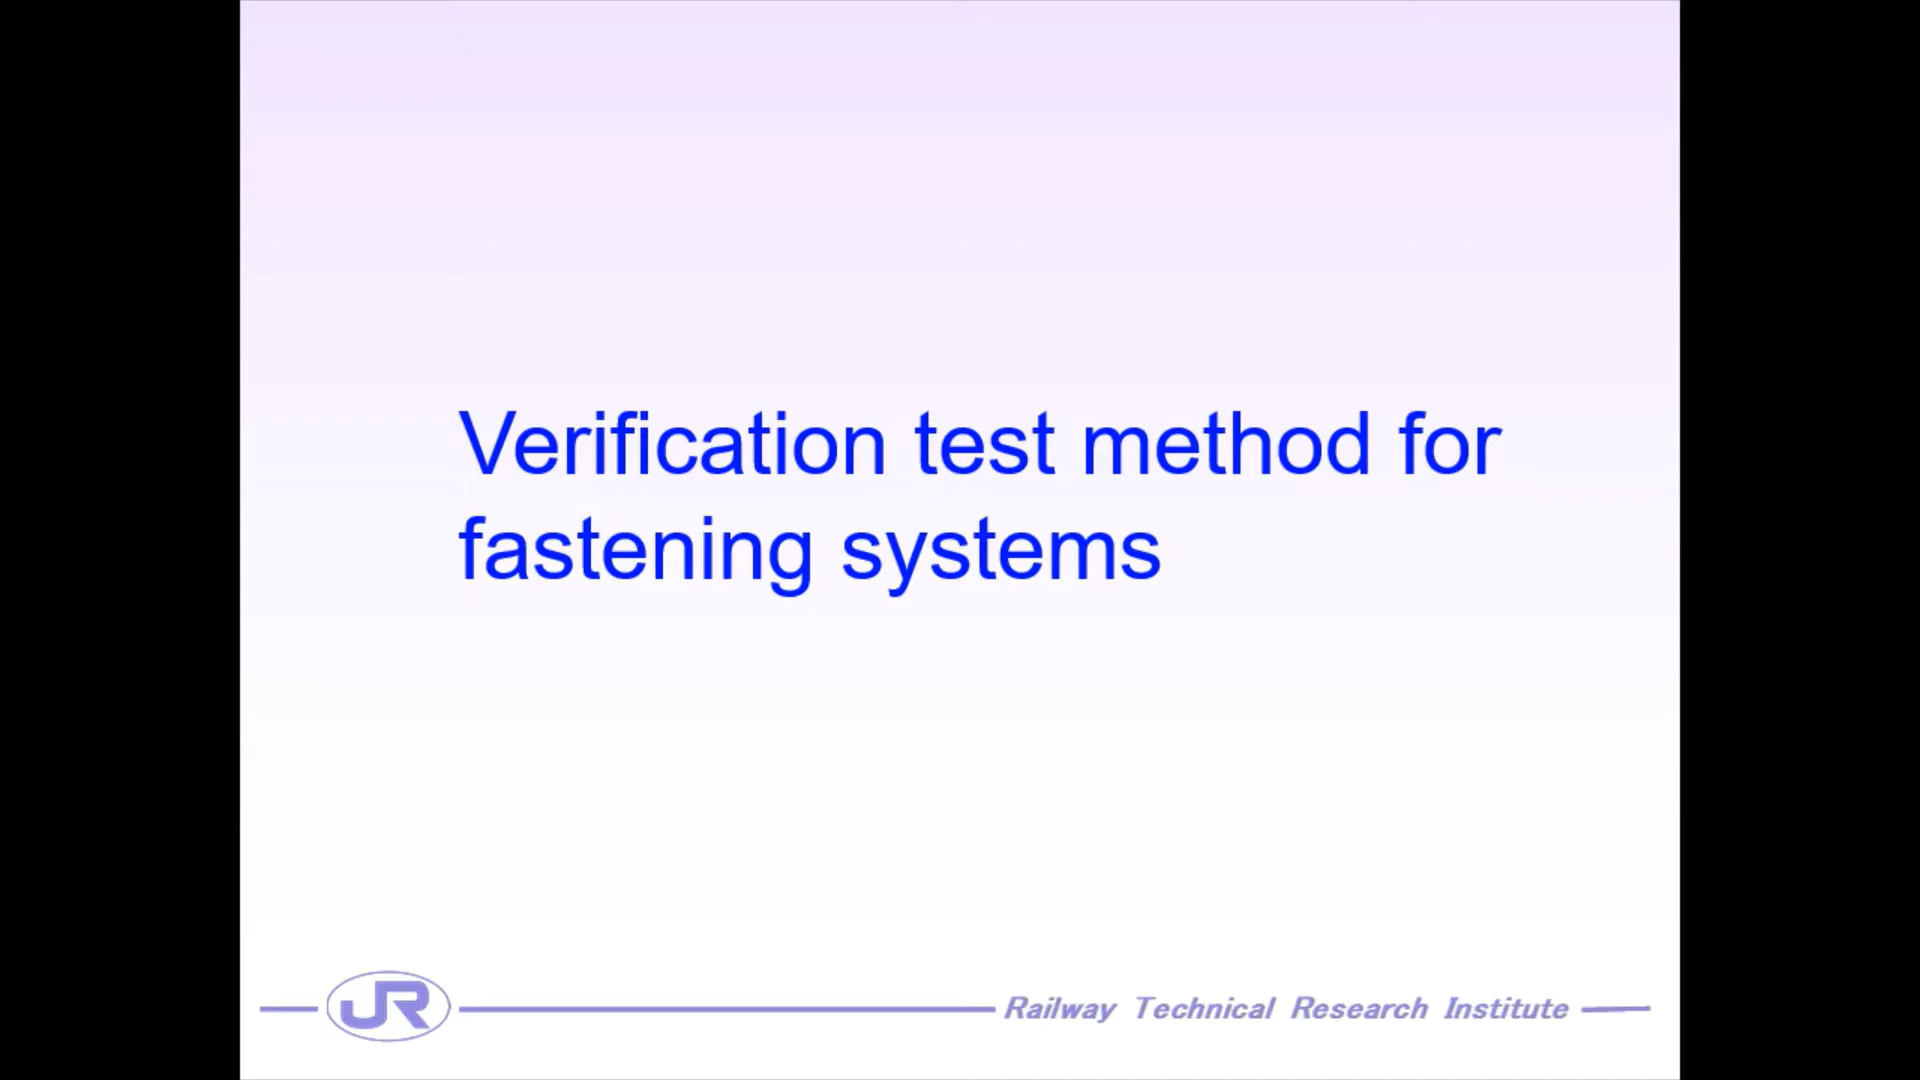 Verification test method for
fastening systems
JR
Railway Technical Research Institute